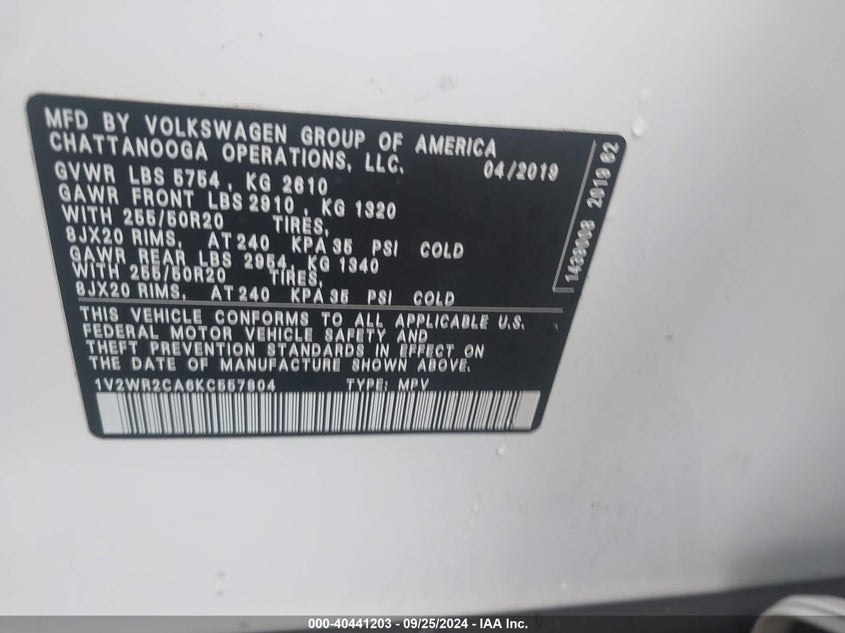 MFD BY VOLKSWAGEN GROUP OF AMERICA
CHATTANOOGA OPERATIONS, LLC.
04/2019
GVWR LBS 5754, KG 2610
GAWR FRONT LBS 2910, KG 1320
WITH 255/50R20 TIRES,
8JX20 RIMS, AT 240 KPA 35 PSI COLD
GAWR REAR LBS 2954, KG 1340
WITH 255/50R20 TIRES,
8JX20 RIMS, AT 240 KPA 35 PSI COLD
THIS VEHICLE CONFORMS TO ALL APPLICABLE U.S.
FEDERAL MOTOR VEHICLE SAFETY AND
THEFT PREVENTION STANDARDS IN EFFECT ON
THE DATE OF MANUFACTURE SHOWN ABOVE.
1V2WR2CA6KC557804 TYPE: MPV
2019 02
000-40441203 - 09/25/2024 - IAA Inc.